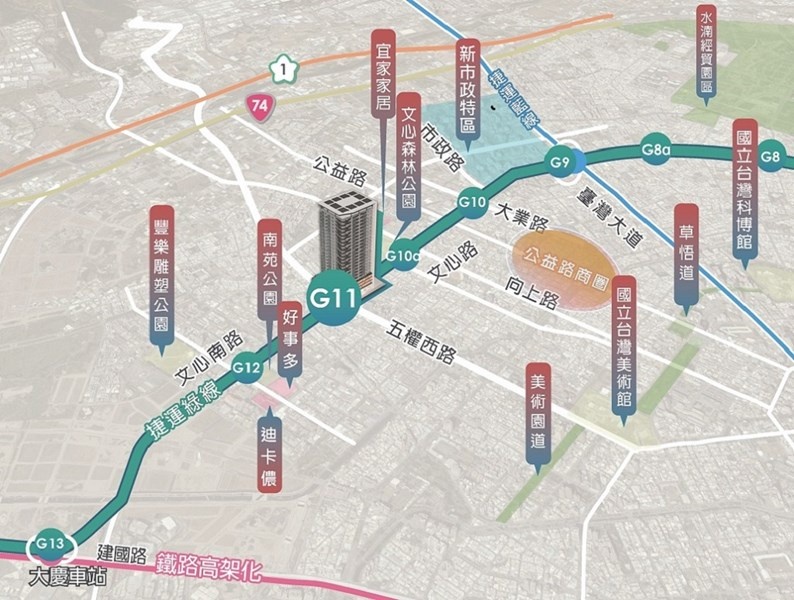 水湳經貿園區
宜家家居
新市政特區
捷運藍線
1
74
文心森林公園
市政路
國立台灣科博館
G9
G8a
G8
公益路
G10
大業路
臺灣大道
草悟道
豐樂雕塑公園
南苑公園
G10a
文心路
公益路商圈
G11
向上路
國立台灣美術館
好事多
五權西路
文心南路
G12
美術園道
捷運綠線
迪卡儂
G13
建國路
鐵路高架化
大慶車站